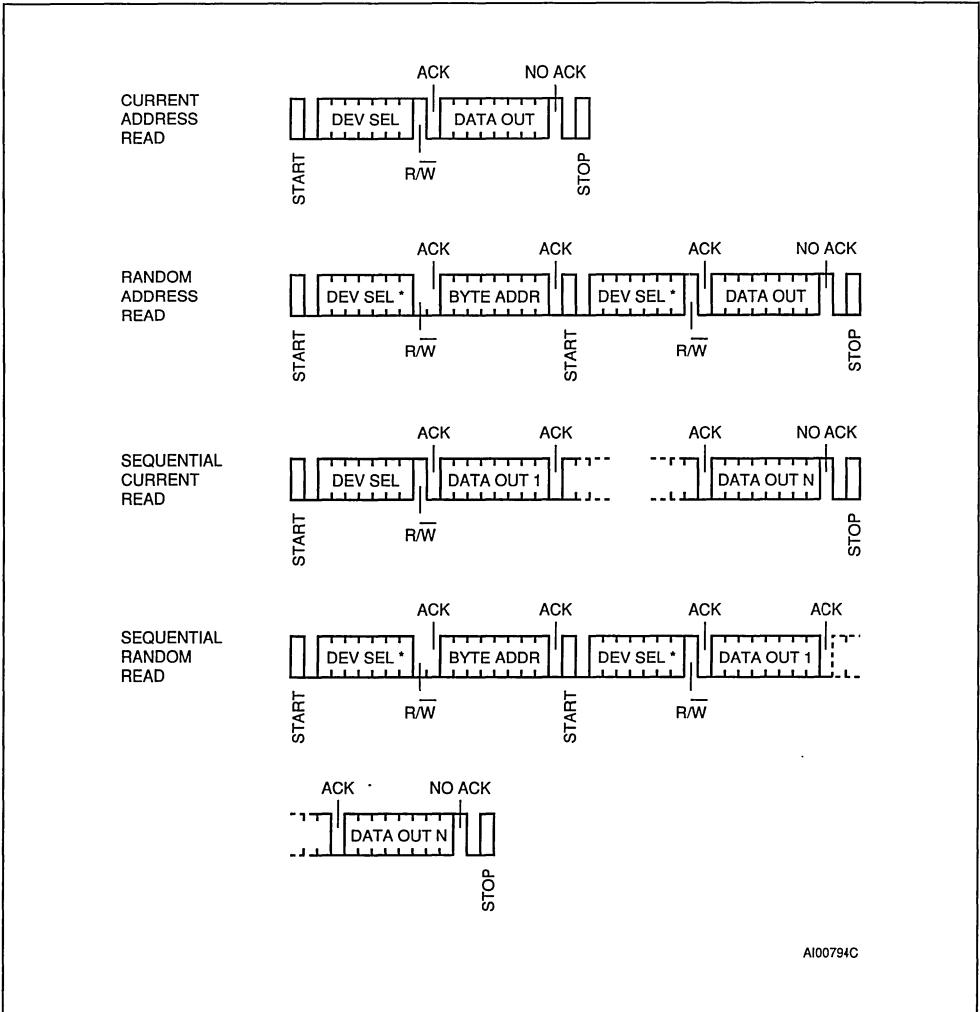 ACK NO ACK
CURRENT
ADDRESS
READ
DEV SEL DATA OUT
START R/W STOP
ACK ACK ACK NO ACK
RANDOM
ADDRESS
READ
DEV SEL * BYTE ADDR DEV SEL * DATA OUT
START R/W START R/W STOP
ACK ACK ACK NO ACK
SEQUENTIAL
CURRENT
READ
DEV SEL DATA OUT 1 DATA OUT N
START R/W STOP
ACK ACK ACK ACK
SEQUENTIAL
RANDOM
READ
DEV SEL * BYTE ADDR DEV SEL * DATA OUT 1
START R/W START R/W
ACK NO ACK
DATA OUT N
STOP
AI00794C